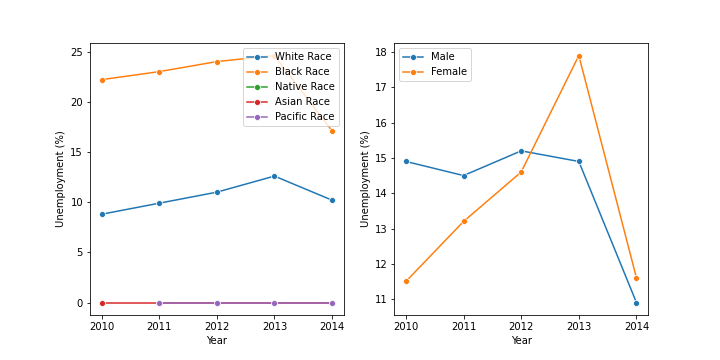 25
20
15
10
5
0
Unemployment (%)
White Race
Black Race
Native Race
Asian Race
Pacific Race
2010 2011 2012 2013 2014
Year
18
17
16
15
14
13
12
11
Unemployment (%)
Male
Female
2010 2011 2012 2013 2014
Year